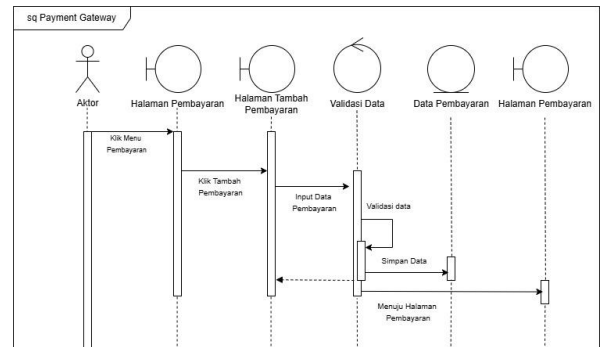 sq Payment Gateway
Aktor
Halaman Pembayaran
Halaman Tambah
Pembayaran
Validasi Data
Data Pembayaran
Halaman Pembayaran
Klik Menu
Pembayaran
Klik Tambah
Pembayaran
Input Data
Pembayaran
Validasi data
Simpan Data
Menuju Halaman
Pembayaran